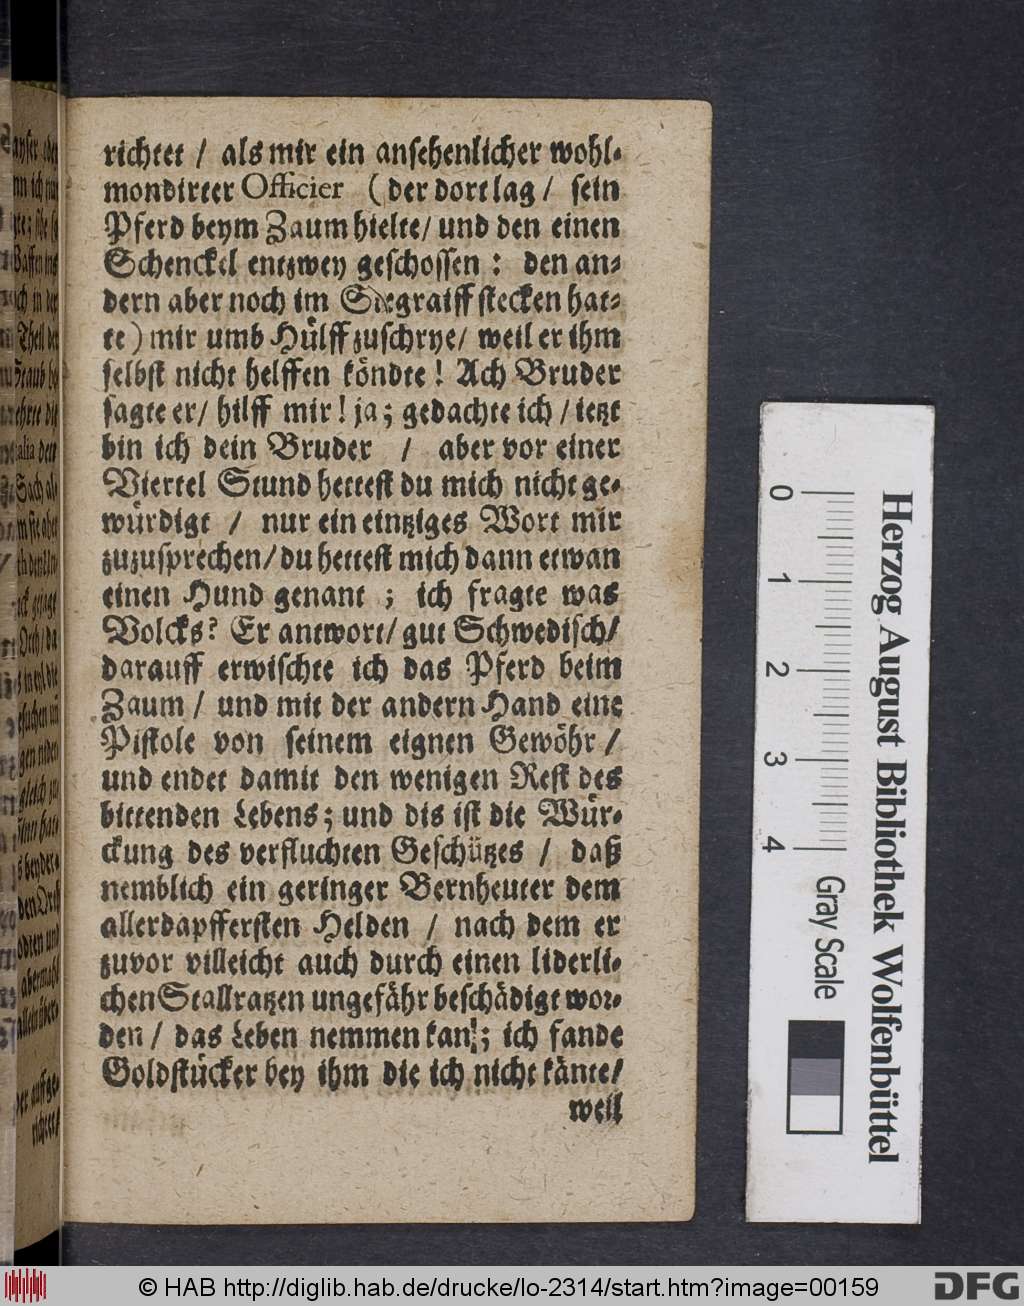 richtet / als mir ein ansehenlicher wohl-
mondirter Officier (der dort lag / sein
Pferd beym Zaum hielte/ und den einen
Schenckel entzwey geschossen: den an-
dern aber noch im Stegraiff stecken hat-
te) mir umb Hülff zuschrye/ weil er ihm
selbst nicht helffen köndte! Ach Bruder
sagte er/ hilff mir! ja; gedachte ich / ietzt
bin ich dein Bruder / aber vor einer
Viertel Stund hettest du mich nicht ge-
würdigt / nur ein eintziges Wort mir
zuzusprechen/ du hettest mich dann etwan
einen Hund genant ; ich fragte was
Volcks? Er antwort/ gut Schwedisch/
darauff erwischte ich das Pferd beim
Zaum / und mit der andern Hand eine
Pistole von seinem eignen Gewöhr /
und endet damit den wenigen Rest des
bittenden Lebens; und dis ist die Wür-
ckung des verfluchten Geschützes / daß
nemblich ein geringer Bernheuter dem
allerdapffersten Helden / nach dem er
zuvor villeicht auch durch einen liderli-
chen Stallratzen ungefähr beschädigt wor-
den / das Leben nemmen kan!; ich fande
Goldstücker bey ihm die ich nicht känte/
weil
Herzog August Bibliothek Wolfenbüttel
0 1 2 3 4
Gray Scale
© HAB http://diglib.hab.de/drucke/lo-2314/start.htm?image=00159
DFG